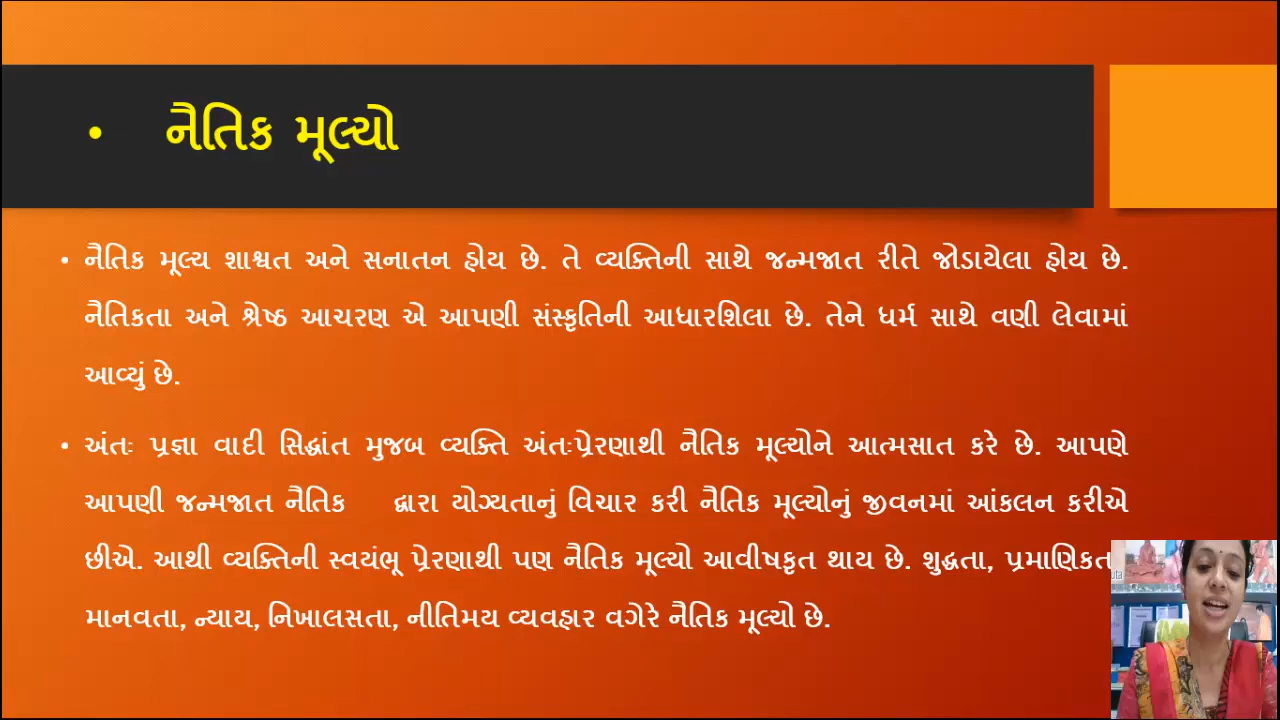 • નૈતિક મૂલ્યો
• નૈતિક મૂલ્ય શાશ્વત અને સનાતન હોય છે. તે વ્યક્તિની સાથે જન્મજાત રીતે જોડાયેલા હોય છે.
નૈતિકતા અને શ્રેષ્ઠ આચરણ એ આપણી સંસ્કૃતિની આધારશિલા છે. તેને ધર્મ સાથે વણી લેવામાં
આવ્યું છે.
• અંતઃ પ્રજ્ઞા વાદી સિદ્ધાંત મુજબ વ્યક્તિ અંતઃપ્રેરણાથી નૈતિક મૂલ્યોને આત્મસાત કરે છે. આપણે
આપણી જન્મજાત નૈતિક દ્વારા યોગ્યતાનું વિચાર કરી નૈતિક મૂલ્યોનું જીવનમાં આંકલન કરીએ
છીએ. આથી વ્યક્તિની સ્વયંભૂ પ્રેરણાથી પણ નૈતિક મૂલ્યો આવીષકૃત થાય છે. શુદ્ધતા, પ્રમાણિકતા
માનવતા, ન્યાય, નિખાલસતા, નીતિમય વ્યવહાર વગેરે નૈતિક મૂલ્યો છે.